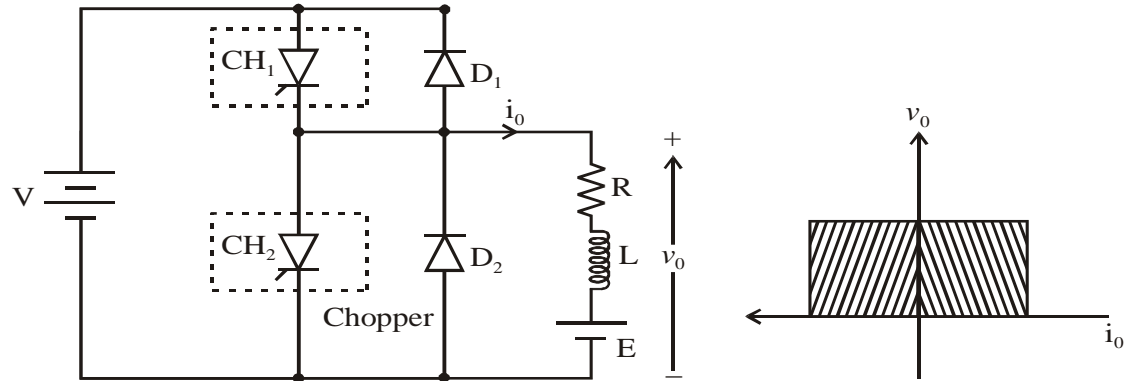 CH₁
D₁
i₀
V
+
R
CH₂
D₂
L
v₀
Chopper
E
−
v₀
i₀